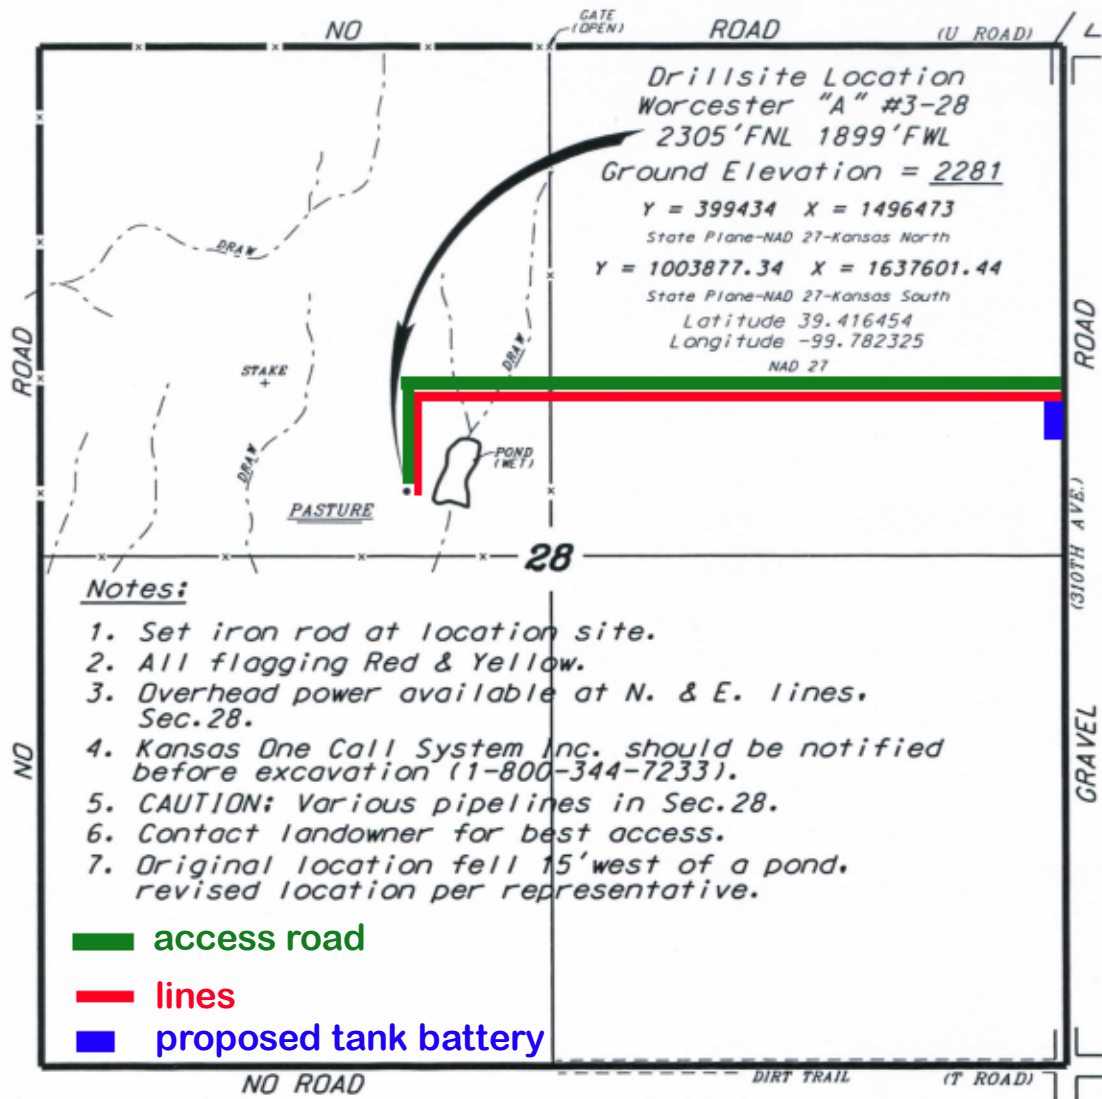 NO
GATE
(OPEN)
ROAD
(U ROAD)
Drillsite Location
Worcester "A" #3-28
2305'FNL 1899'FWL
Ground Elevation = 2281
Y = 399434 X = 1496473
State Plane-NAD 27-Kansas North
Y = 1003877.34 X = 1637601.44
State Plane-NAD 27-Kansas South
Latitude 39.416454
Longitude -99.782325
NAD 27
DRAW
ROAD
ROAD
STAKE
DRAW
DRAW
POND
(WET)
PASTURE
(310TH AVE.)
28
Notes:
1. Set iron rod at location site.
2. All flagging Red & Yellow.
3. Overhead power available at N. & E. lines,
Sec.28.
4. Kansas One Call System Inc. should be notified
before excavation (1-800-344-7233).
5. CAUTION: Various pipelines in Sec.28.
6. Contact landowner for best access.
7. Original location fell 15'west of a pond,
revised location per representative.
NO
GRAVEL
access road
lines
proposed tank battery
NO ROAD
DIRT TRAIL
(T ROAD)